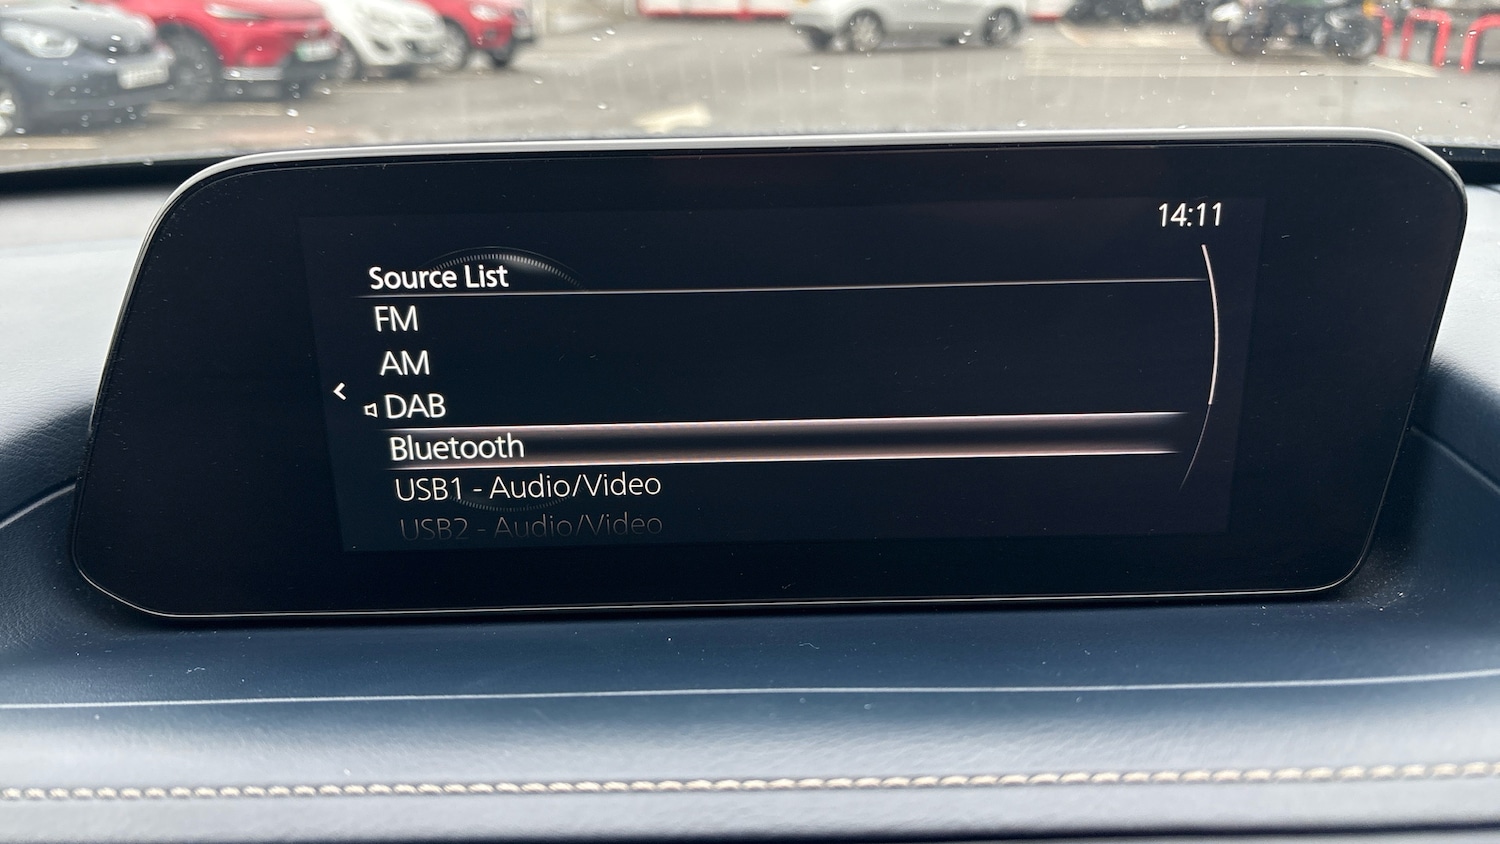 14:11
Source List
FM
AM
DAB
Bluetooth
USB1 - Audio/Video
USB2 - Audio/Video